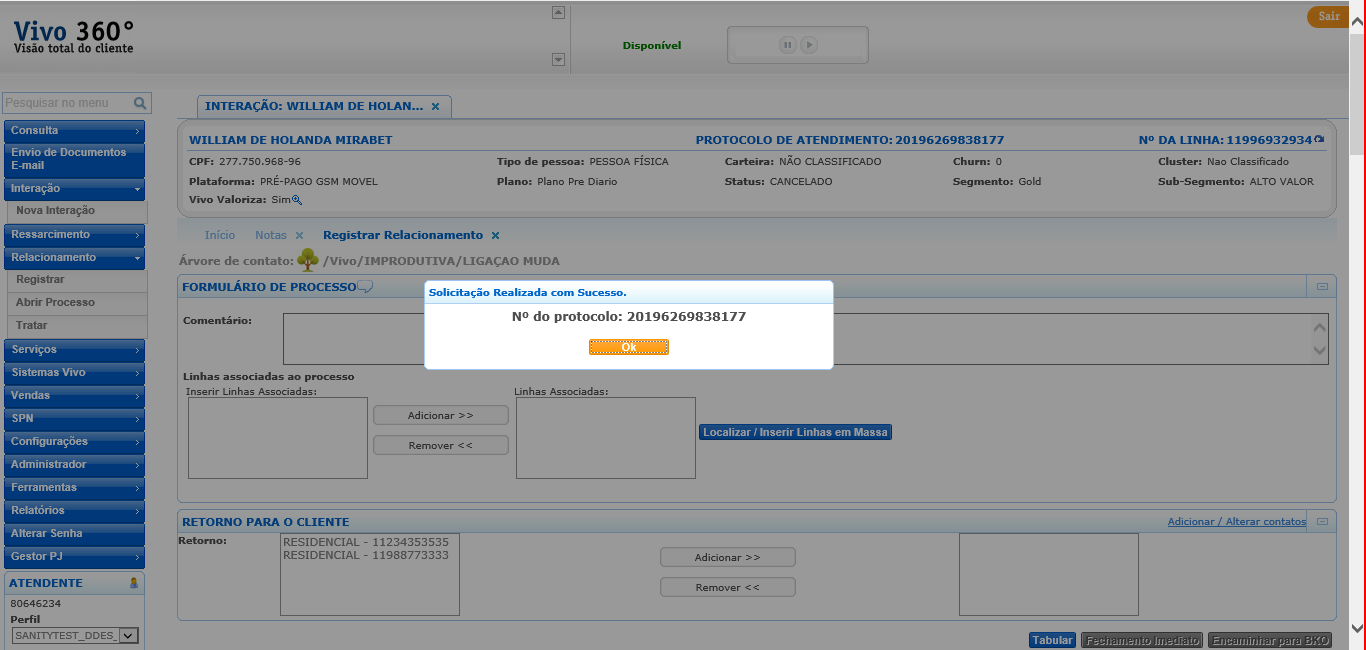 Vivo 360°
Visão total do cliente
Disponível
Sair
Pesquisar no menu
Consulta
Envio de Documentos
E-mail
Interação
Nova Interação
Ressarcimento
Relacionamento
Registrar
Abrir Processo
Tratar
Serviços
Sistemas Vivo
Vendas
SPN
Configurações
Administrador
Ferramentas
Relatórios
Alterar Senha
Gestor PJ
ATENDENTE
80646234
Perfil
SANITYTEST_DDES_
INTERAÇÃO: WILLIAM DE HOLAN... ×
WILLIAM DE HOLANDA MIRABET PROTOCOLO DE ATENDIMENTO: 20196269838177 Nº DA LINHA: 11996932934
CPF: 277.750.968-96 Tipo de pessoa: PESSOA FÍSICA Carteira: NÃO CLASSIFICADO Churn: 0 Cluster: Nao Classificado
Plataforma: PRÉ-PAGO GSM MOVEL Plano: Plano Pre Diario Status: CANCELADO Segmento: Gold Sub-Segmento: ALTO VALOR
Vivo Valoriza: Sim
Início Notas × Registrar Relacionamento ×
Árvore de contato: /Vivo/IMPRODUTIVA/LIGAÇAO MUDA
FORMULÁRIO DE PROCESSO
Solicitação Realizada com Sucesso.
Nº do protocolo: 20196269838177
Ok
Comentário:
Linhas associadas ao processo
Inserir Linhas Associadas: Linhas Associadas:
Adicionar >>
Remover <<
Localizar / Inserir Linhas em Massa
RETORNO PARA O CLIENTE Adicionar / Alterar contatos
Retorno:
RESIDENCIAL - 11234353535
RESIDENCIAL - 11988773333
Adicionar >>
Remover <<
Tabular Fechamento Imediato Encaminhar para BKO